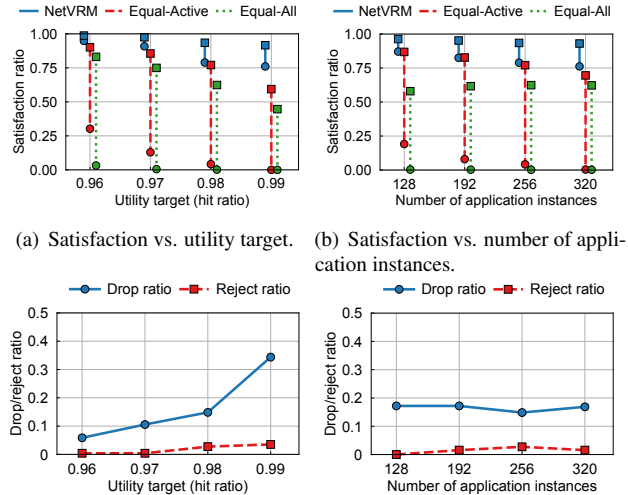 NetVRM Equal-Active Equal-All
NetVRM Equal-Active Equal-All
Satisfaction ratio
1.00
0.75
0.50
0.25
0.00
0.96 0.97 0.98 0.99
Utility target (hit ratio)
Satisfaction ratio
1.00
0.75
0.50
0.25
0.00
128 192 256 320
Number of application instances
(a) Satisfaction vs. utility target.
(b) Satisfaction vs. number of appli-
cation instances.
Drop ratio Reject ratio
Drop ratio Reject ratio
Drop/reject ratio
0.5
0.4
0.3
0.2
0.1
0
0.96 0.97 0.98 0.99
Utility target (hit ratio)
Drop/reject ratio
0.5
0.4
0.3
0.2
0.1
0
128 192 256 320
Number of application instances